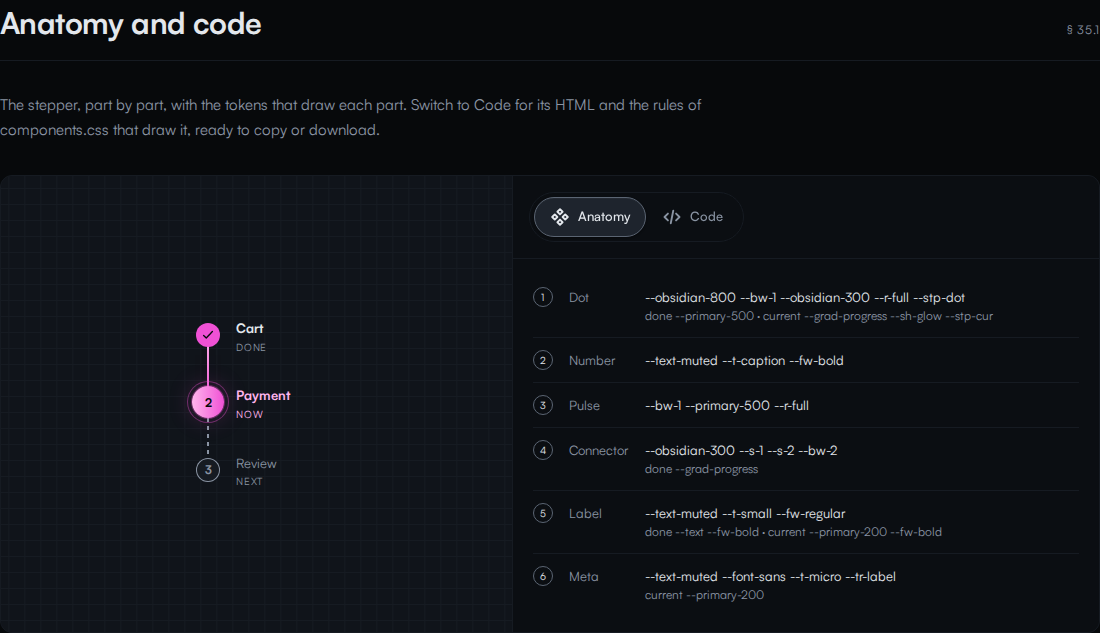 Anatomy and code
§ 35.1
The stepper, part by part, with the tokens that draw each part. Switch to Code for its HTML and the rules of
components.css that draw it, ready to copy or download.
Anatomy
Code
Cart
DONE
2
Payment
NOW
3
Review
NEXT
1 Dot --obsidian-800 --bw-1 --obsidian-300 --r-full --stp-dot
done --primary-500 · current --grad-progress --sh-glow --stp-cur
2 Number --text-muted --t-caption --fw-bold
3 Pulse --bw-1 --primary-500 --r-full
4 Connector --obsidian-300 --s-1 --s-2 --bw-2
done --grad-progress
5 Label --text-muted --t-small --fw-regular
done --text --fw-bold · current --primary-200 --fw-bold
6 Meta --text-muted --font-sans --t-micro --tr-label
current --primary-200